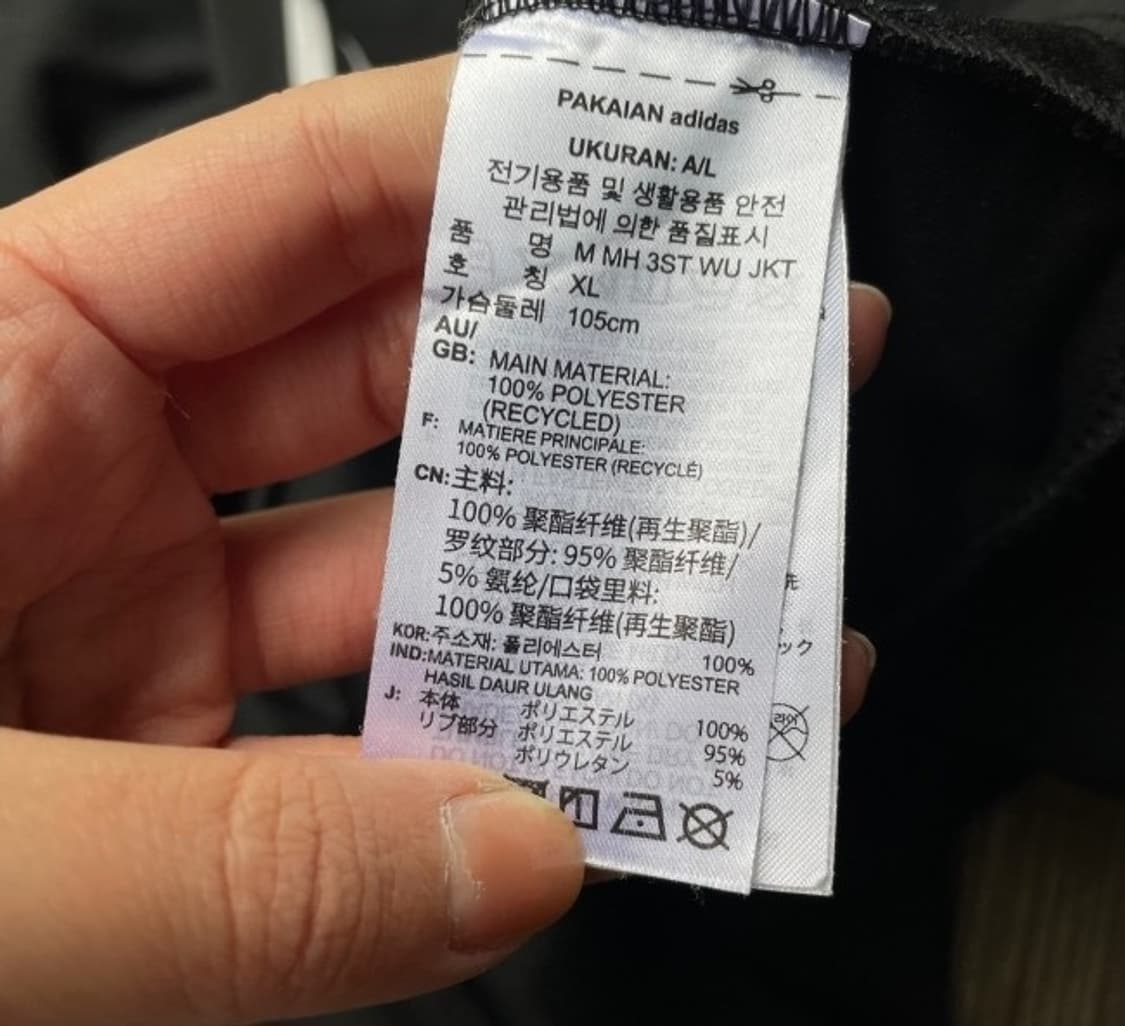 PAKAIAN adidas
UKURAN: A/L
전기용품 및 생활용품 안전
관리법에 의한 품질표시
품 명 M MH 3ST WU JKT
호 칭 XL
가슴둘레 105cm
AU/
GB: MAIN MATERIAL:
100% POLYESTER
(RECYCLED)
F: MATIERE PRINCIPALE:
100% POLYESTER (RECYCLÉ)
CN:主料:
100% 聚酯纤维(再生聚酯)/
罗纹部分: 95% 聚酯纤维/
5% 氨纶/口袋里料:
100% 聚酯纤维(再生聚酯)
KOR:주소재: 폴리에스터 100%
IND:MATERIAL UTAMA: 100% POLYESTER
HASIL DAUR ULANG
J: 本体 ポリエステル 100%
リブ部分 ポリエステル 95%
ポリウレタン 5%